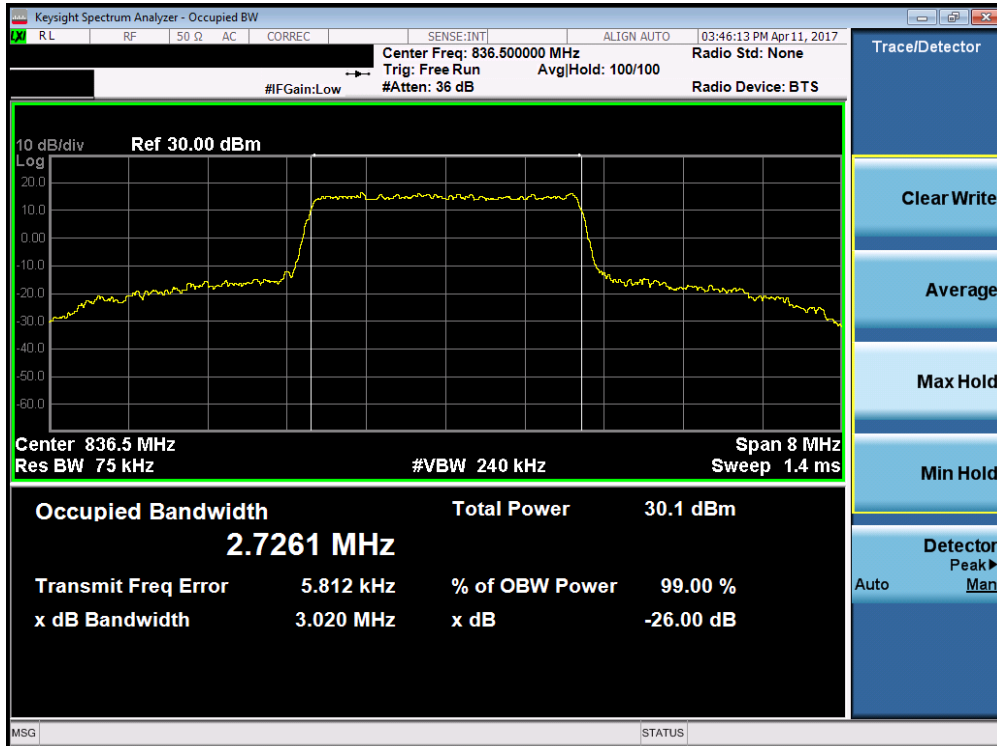 Keysight Spectrum Analyzer - Occupied BW
LXI RL RF 50 Ω AC CORREC SENSE:INT ALIGN AUTO 03:46:13 PM Apr 11, 2017
Center Freq: 836.500000 MHz Radio Std: None
Trig: Free Run Avg|Hold: 100/100
#IFGain:Low #Atten: 36 dB Radio Device: BTS
10 dB/div Ref 30.00 dBm
Log
20.0
10.0
0.00
-10.0
-20.0
-30.0
-40.0
-50.0
-60.0
Center 836.5 MHz Span 8 MHz
Res BW 75 kHz #VBW 240 kHz Sweep 1.4 ms
Occupied Bandwidth Total Power 30.1 dBm
2.7261 MHz
Transmit Freq Error 5.812 kHz % of OBW Power 99.00 %
x dB Bandwidth 3.020 MHz x dB -26.00 dB
MSG STATUS
Trace/Detector
Clear Write
Average
Max Hold
Min Hold
Detector
Peak▶
Auto Man